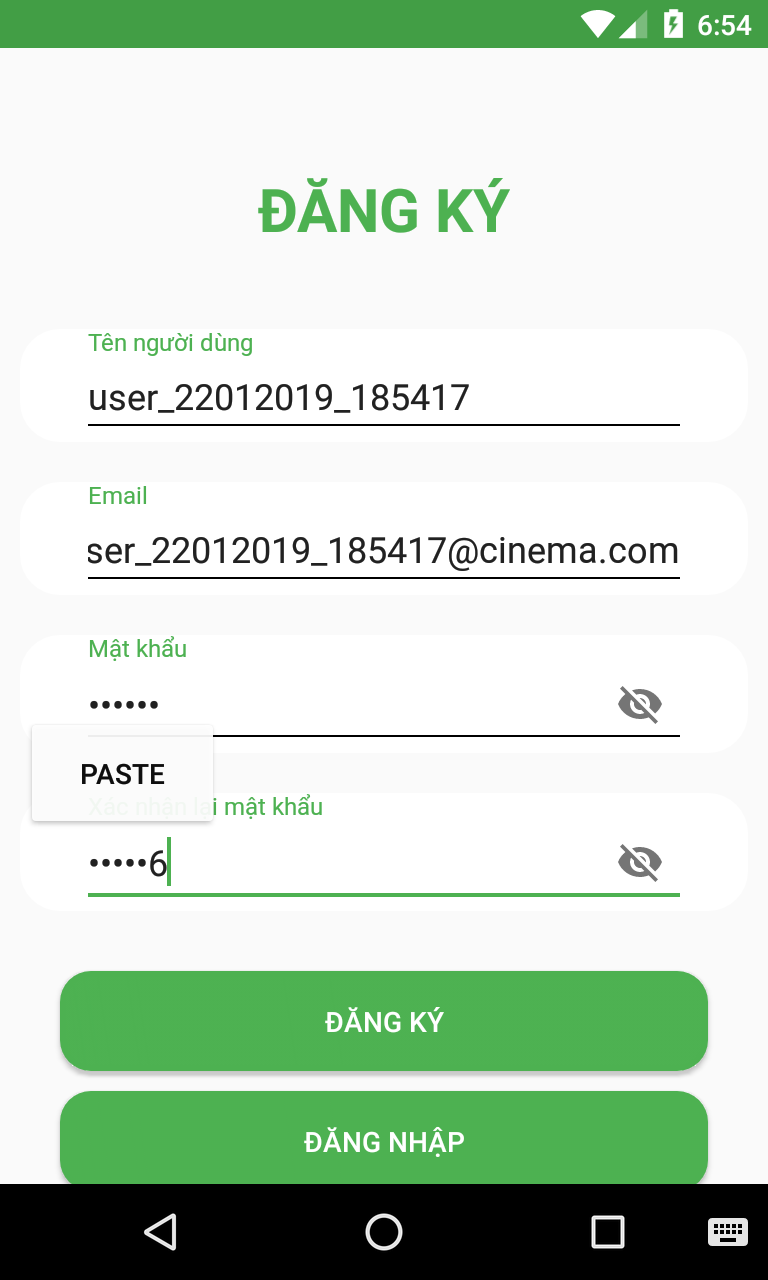 6:54
ĐĂNG KÝ
Tên người dùng
user_22012019_185417
Email
ser_22012019_185417@cinema.com
Mật khẩu
••••••
PASTE
Xác nhận lại mật khẩu
•••••6
ĐĂNG KÝ
ĐĂNG NHẬP